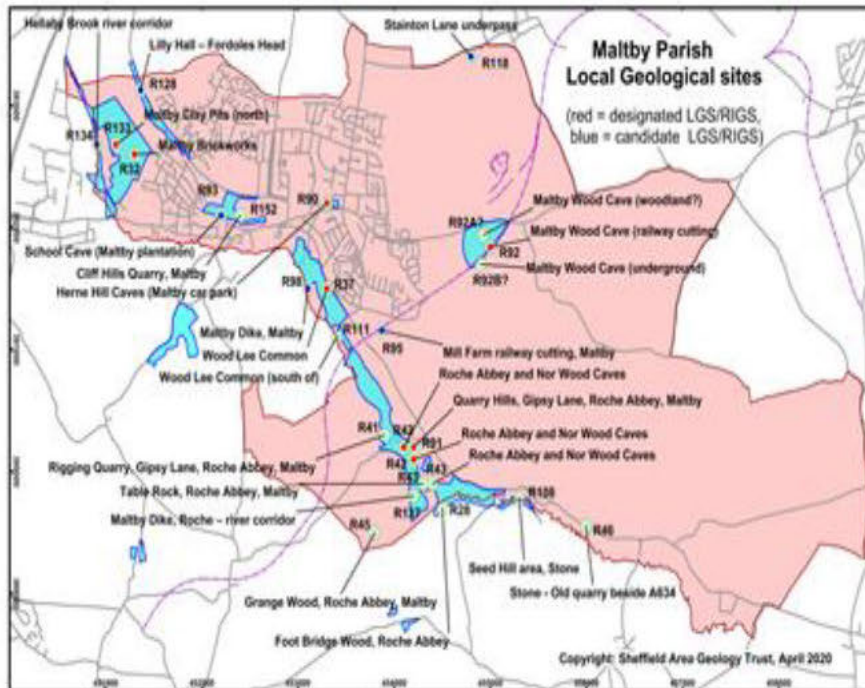 Hellaby Brook river corridor
Stainton Lane underpass
Lilly Hall – Fordoles Head
Maltby Parish
Local Geological sites
R128
R118
(red = designated LGS/RIGS,
blue = candidate LGS/RIGS)
R133
Maltby Clay Pits (north)
R134
Maltby Brickworks
R32
R93
R90
R152
R92A?
Maltby Wood Cave (woodland?)
R92
Maltby Wood Cave (railway cutting)
School Cave (Maltby plantation)
Cliff Hills Quarry, Maltby
Maltby Wood Cave (underground)
Herne Hill Caves (Maltby car park)
R92B?
R98
R37
Maltby Dike, Maltby
R111
R95
Wood Lee Common
Mill Farm railway cutting, Maltby
Wood Lee Common (south of)
Roche Abbey and Nor Wood Caves
Quarry Hills, Gipsy Lane, Roche Abbey, Maltby
R41
R42
R91
Roche Abbey and Nor Wood Caves
Rigging Quarry, Gipsy Lane, Roche Abbey, Maltby
R42
R43
Roche Abbey and Nor Wood Caves
R42
Table Rock, Roche Abbey, Maltby
R137
R28
R108
Maltby Dike, Roche – river corridor
R45
R46
Seed Hill area, Stone
Grange Wood, Roche Abbey, Maltby
Stone - Old quarry beside A634
Foot Bridge Wood, Roche Abbey
Copyright: Sheffield Area Geology Trust, April 2020